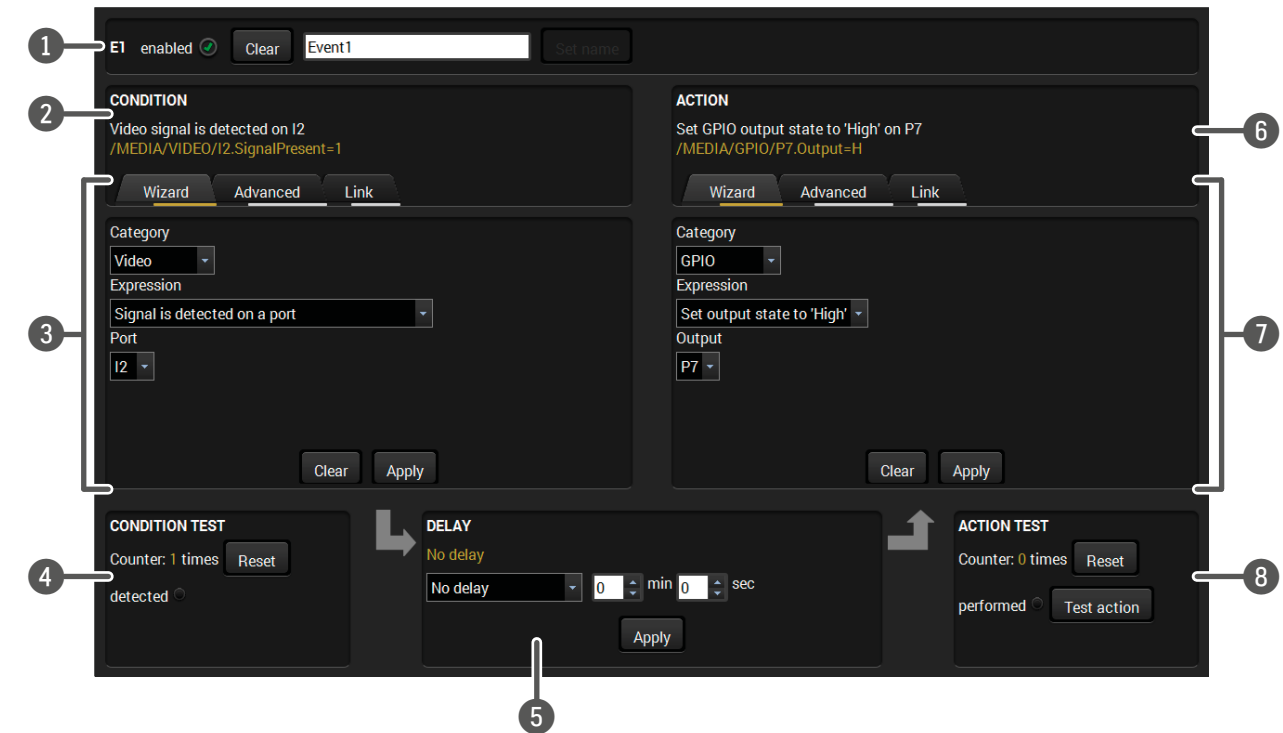 1
E1 enabled Clear Event1 Set name
2
CONDITION
Video signal is detected on I2
/MEDIA/VIDEO/I2.SignalPresent=1
Wizard Advanced Link
3
Category
Video
Expression
Signal is detected on a port
Port
I2
Clear Apply
ACTION
Set GPIO output state to 'High' on P7
/MEDIA/GPIO/P7.Output=H
6
Wizard Advanced Link
Category
GPIO
Expression
Set output state to 'High'
Output
P7
7
Clear Apply
CONDITION TEST
Counter: 1 times Reset
4
detected
DELAY
No delay
No delay 0 min 0 sec
Apply
5
ACTION TEST
Counter: 0 times Reset
8
performed Test action